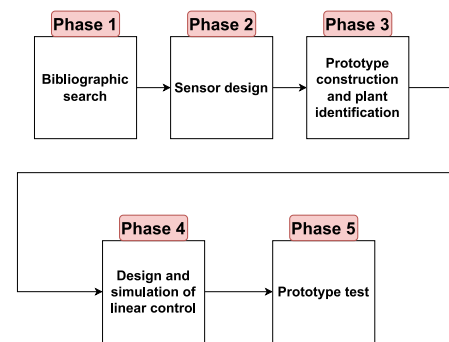 Phase 1
Phase 2
Phase 3
Bibliographic
search
Sensor design
Prototype
construction
and plant
identification
Phase 4
Phase 5
Design and
simulation of
linear control
Prototype test